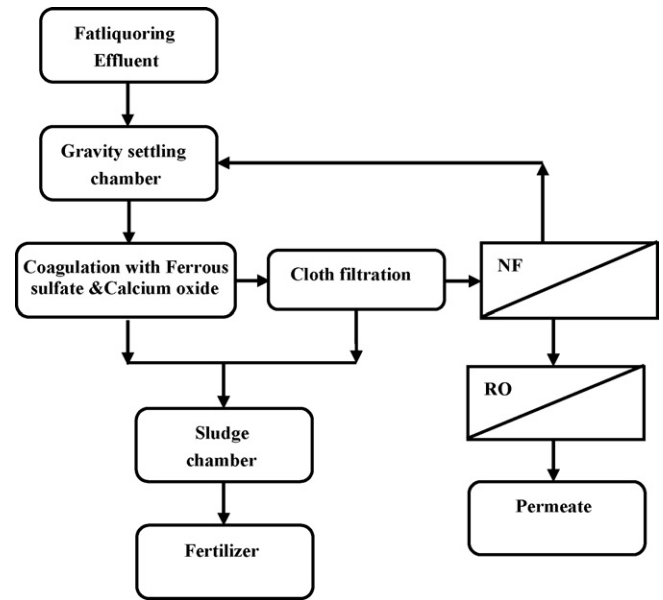 Fatliquoring
Effluent
Gravity settling
chamber
Coagulation with Ferrous
sulfate &Calcium oxide
Cloth filtration
NF
RO
Sludge
chamber
Permeate
Fertilizer